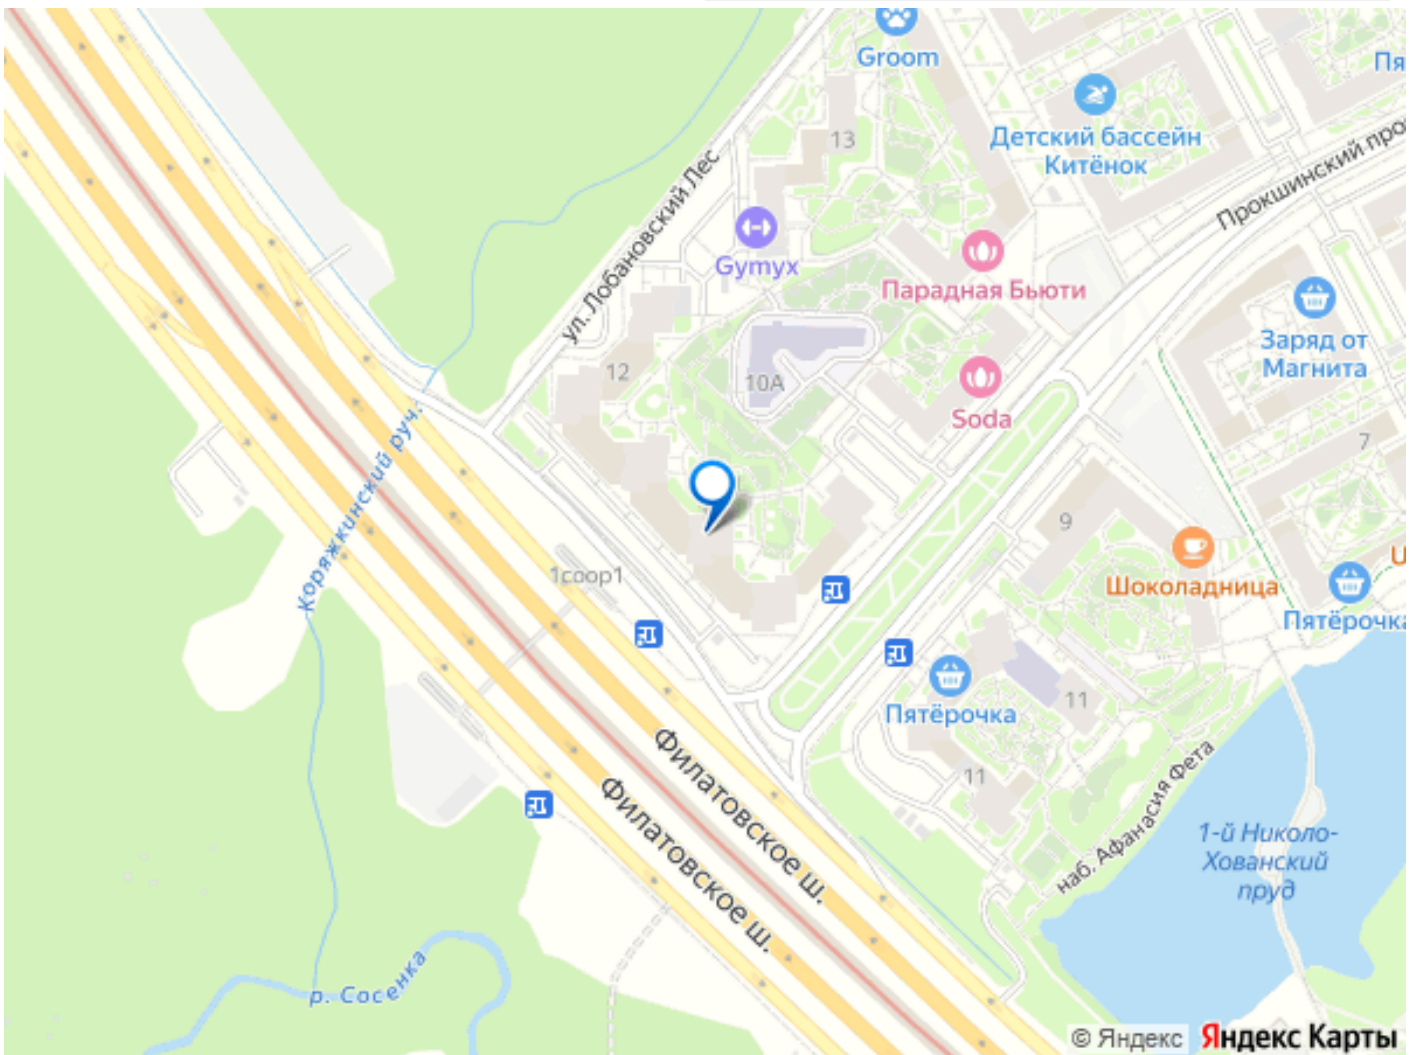 Groom
Пя
13
Детский бассейн
Китёнок
Прокшинский про
ул. Лобановский Лес
Gymyx
Парадная Бьюти
Заряд от
Магнита
12
10А
Soda
7
Коряжкинский руч.
9
1соор1
Шоколадница
U
Пятёрочка
Пятёрочка
11
11
Филатовское ш.
Филатовское ш.
наб. Афанасия Фета
1-й Николо-
Хованский
пруд
р. Сосенка
© Яндекс Яндекс Карты